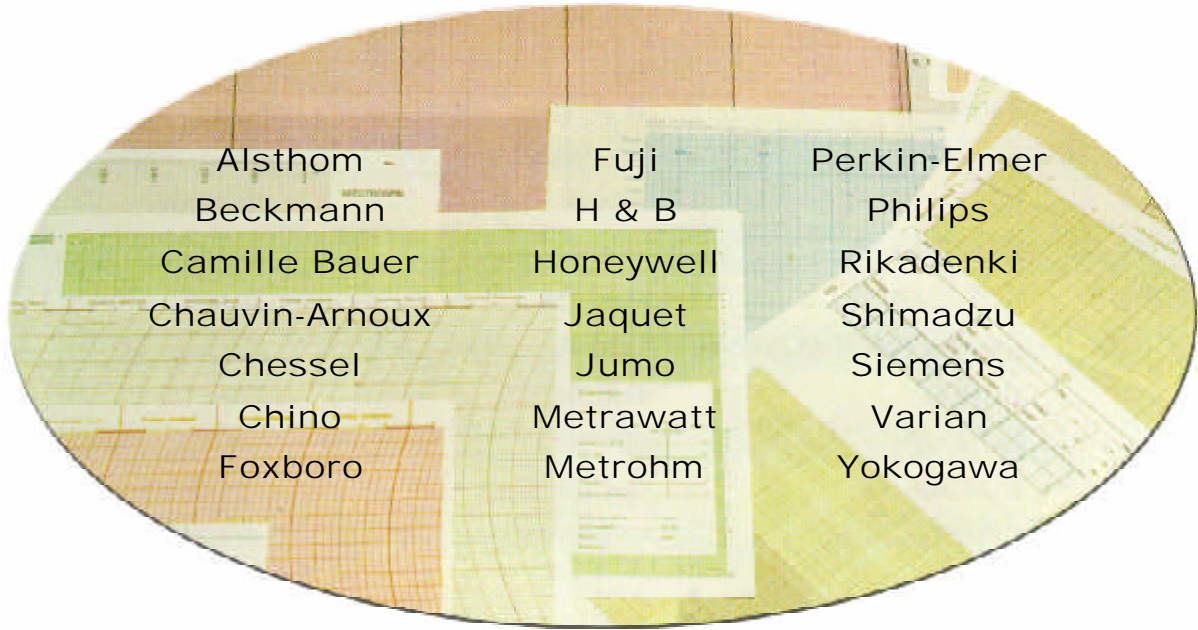 Alsthom Fuji Perkin-Elmer
Beckmann H & B Philips
Camille Bauer Honeywell Rikadenki
Chauvin-Arnoux Jaquet Shimadzu
Chessel Jumo Siemens
Chino Metrawatt Varian
Foxboro Metrohm Yokogawa